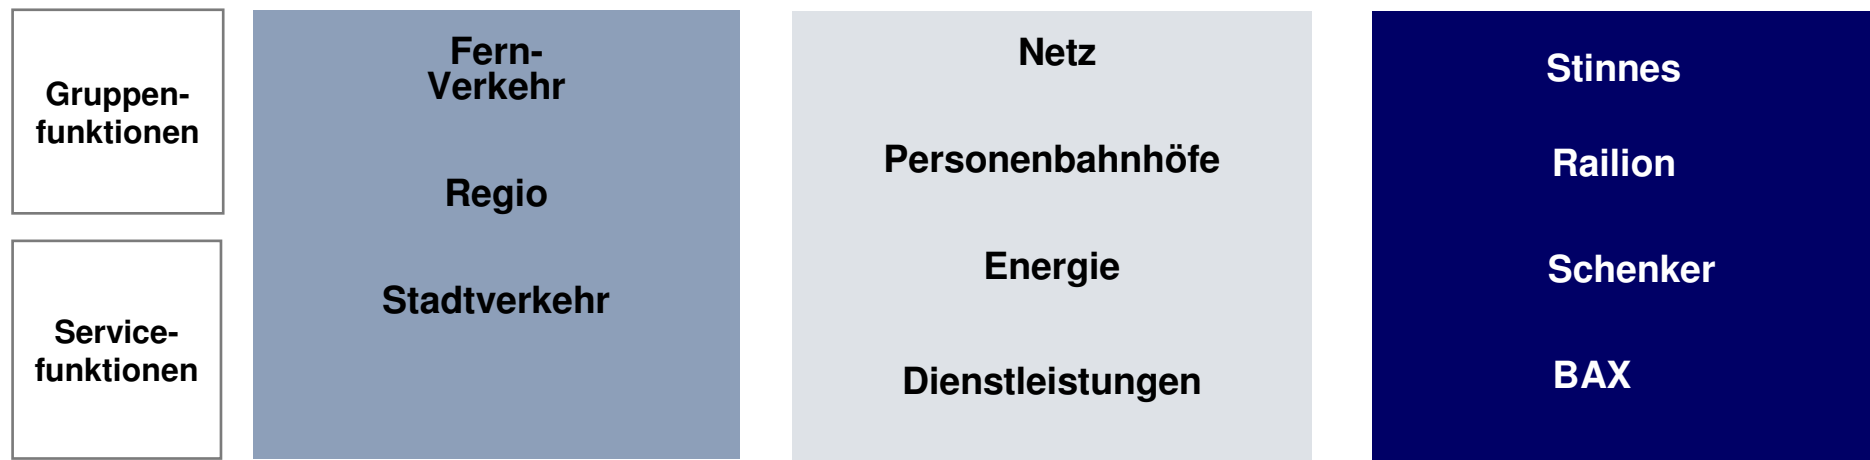 Gruppen-
funktionen
Service-
funktionen
Fern-
Verkehr
Regio
Stadtverkehr
Netz
Personenbahnhöfe
Energie
Dienstleistungen
Stinnes
Railion
Schenker
BAX